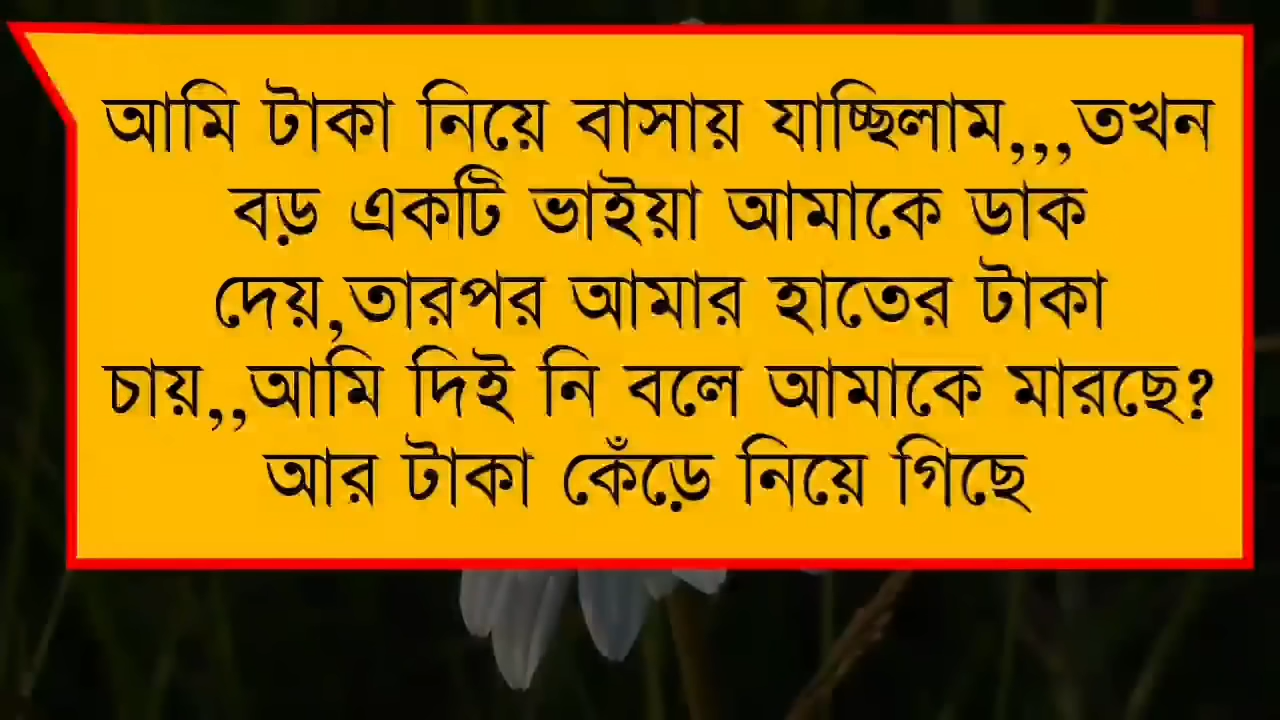 আমি টাকা নিয়ে বাসায় যাচ্ছিলাম,,,তখন
বড় একটি ভাইয়া আমাকে ডাক
দেয়,তারপর আমার হাতের টাকা
চায়,,আমি দিই নি বলে আমাকে মারছে?
আর টাকা কেঁড়ে নিয়ে গিছে